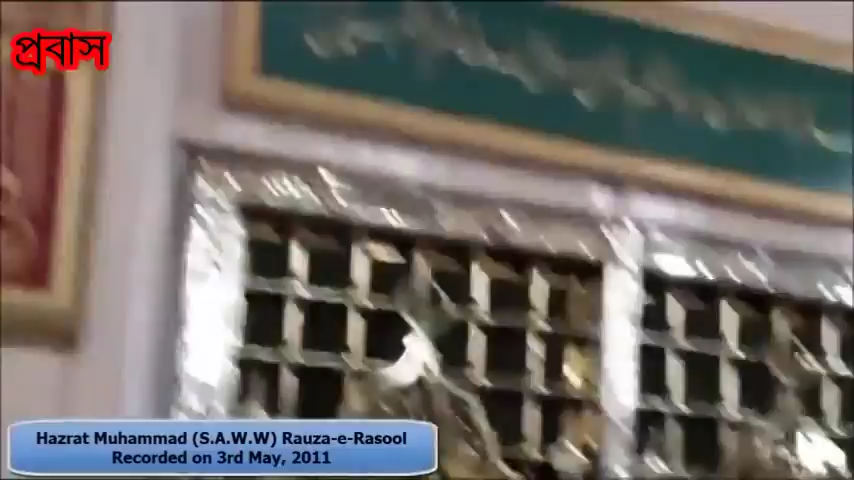 প্রবাস
Hazrat Muhammad (S.A.W.W) Rauza-e-Rasool
Recorded on 3rd May, 2011